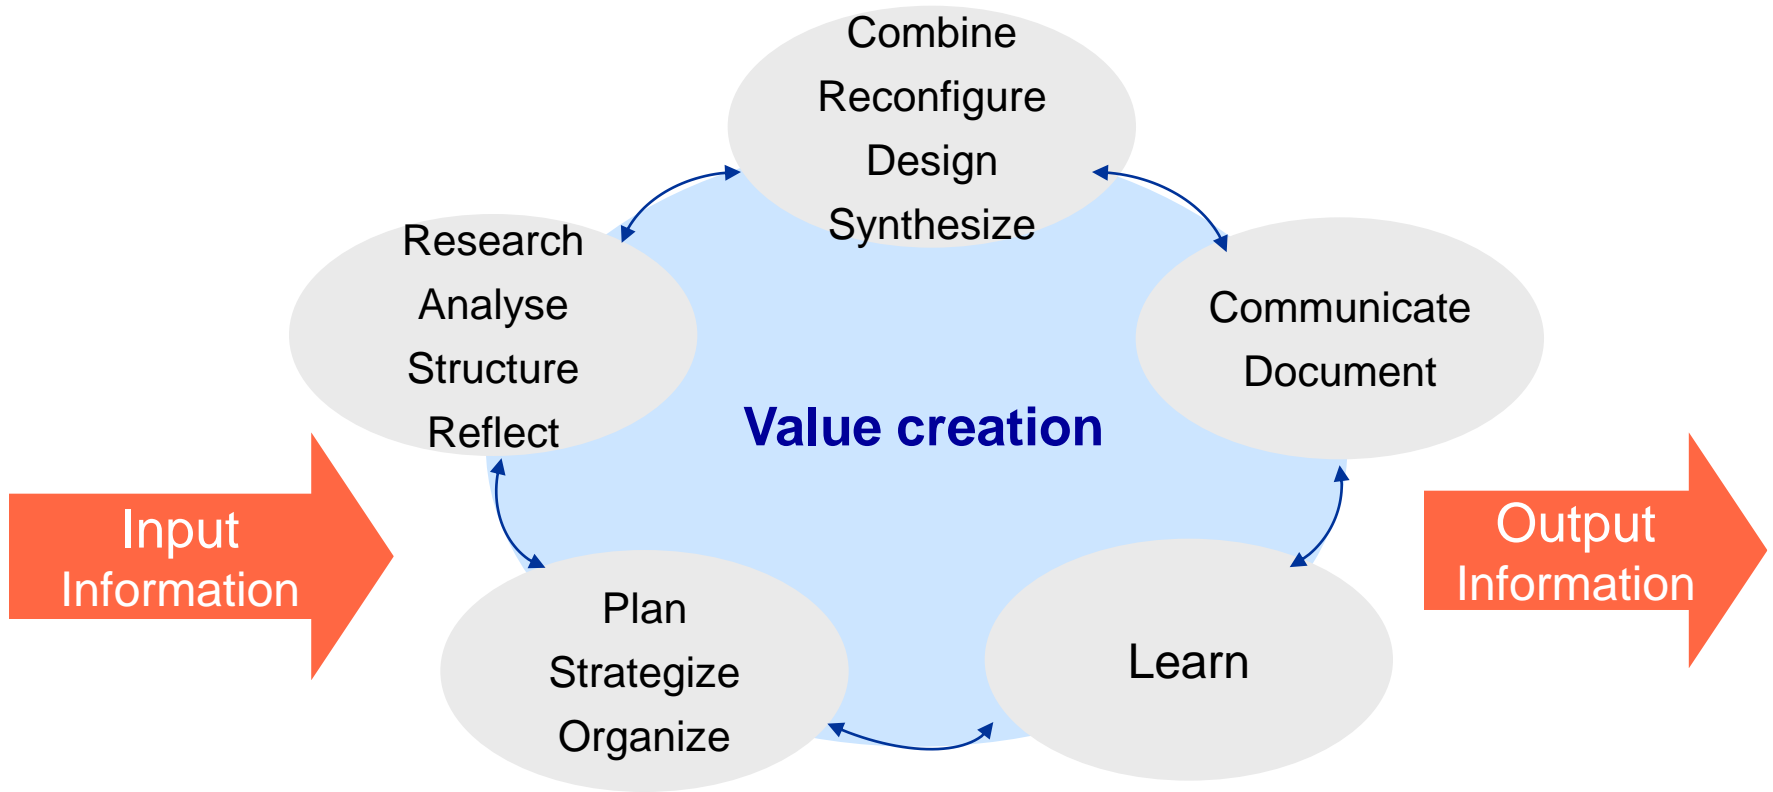 Combine
Reconfigure
Design
Synthesize
Research
Analyse
Structure
Reflect
Communicate
Document
Value creation
Input
Information
Output
Information
Plan
Strategize
Organize
Learn